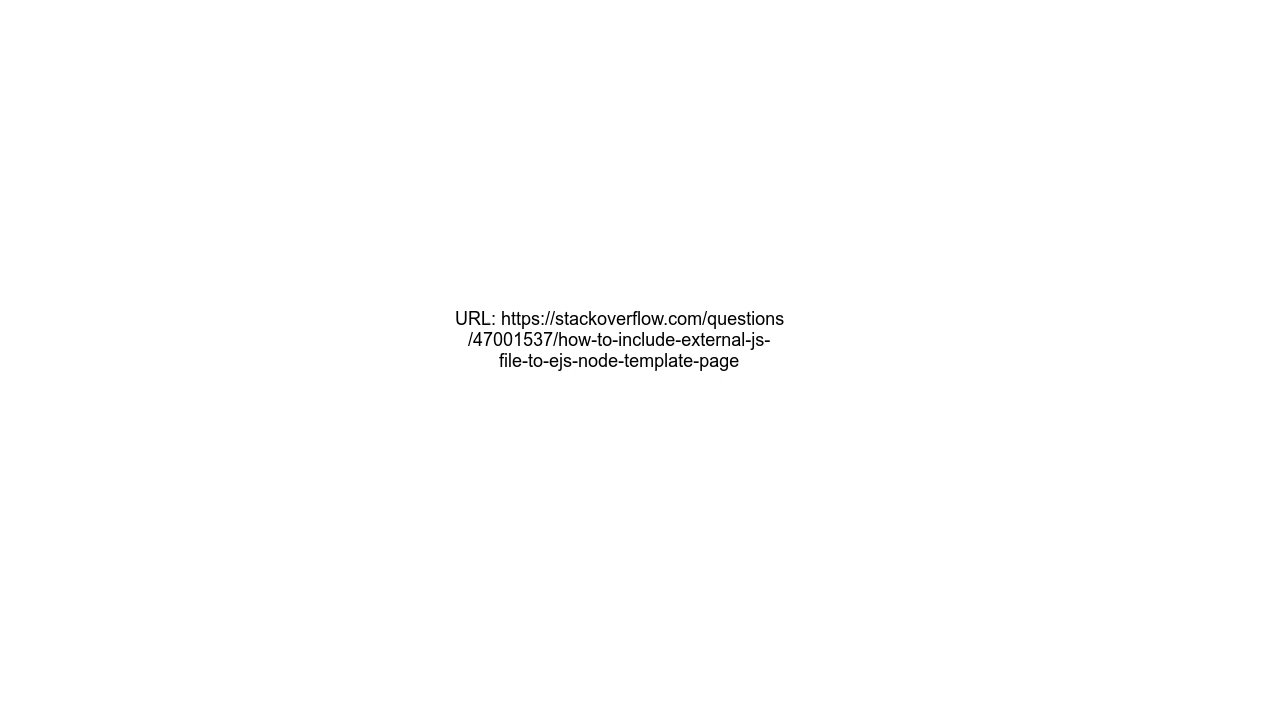 URL: https://stackoverflow.com/questions
/47001537/how-to-include-external-js-
file-to-ejs-node-template-page